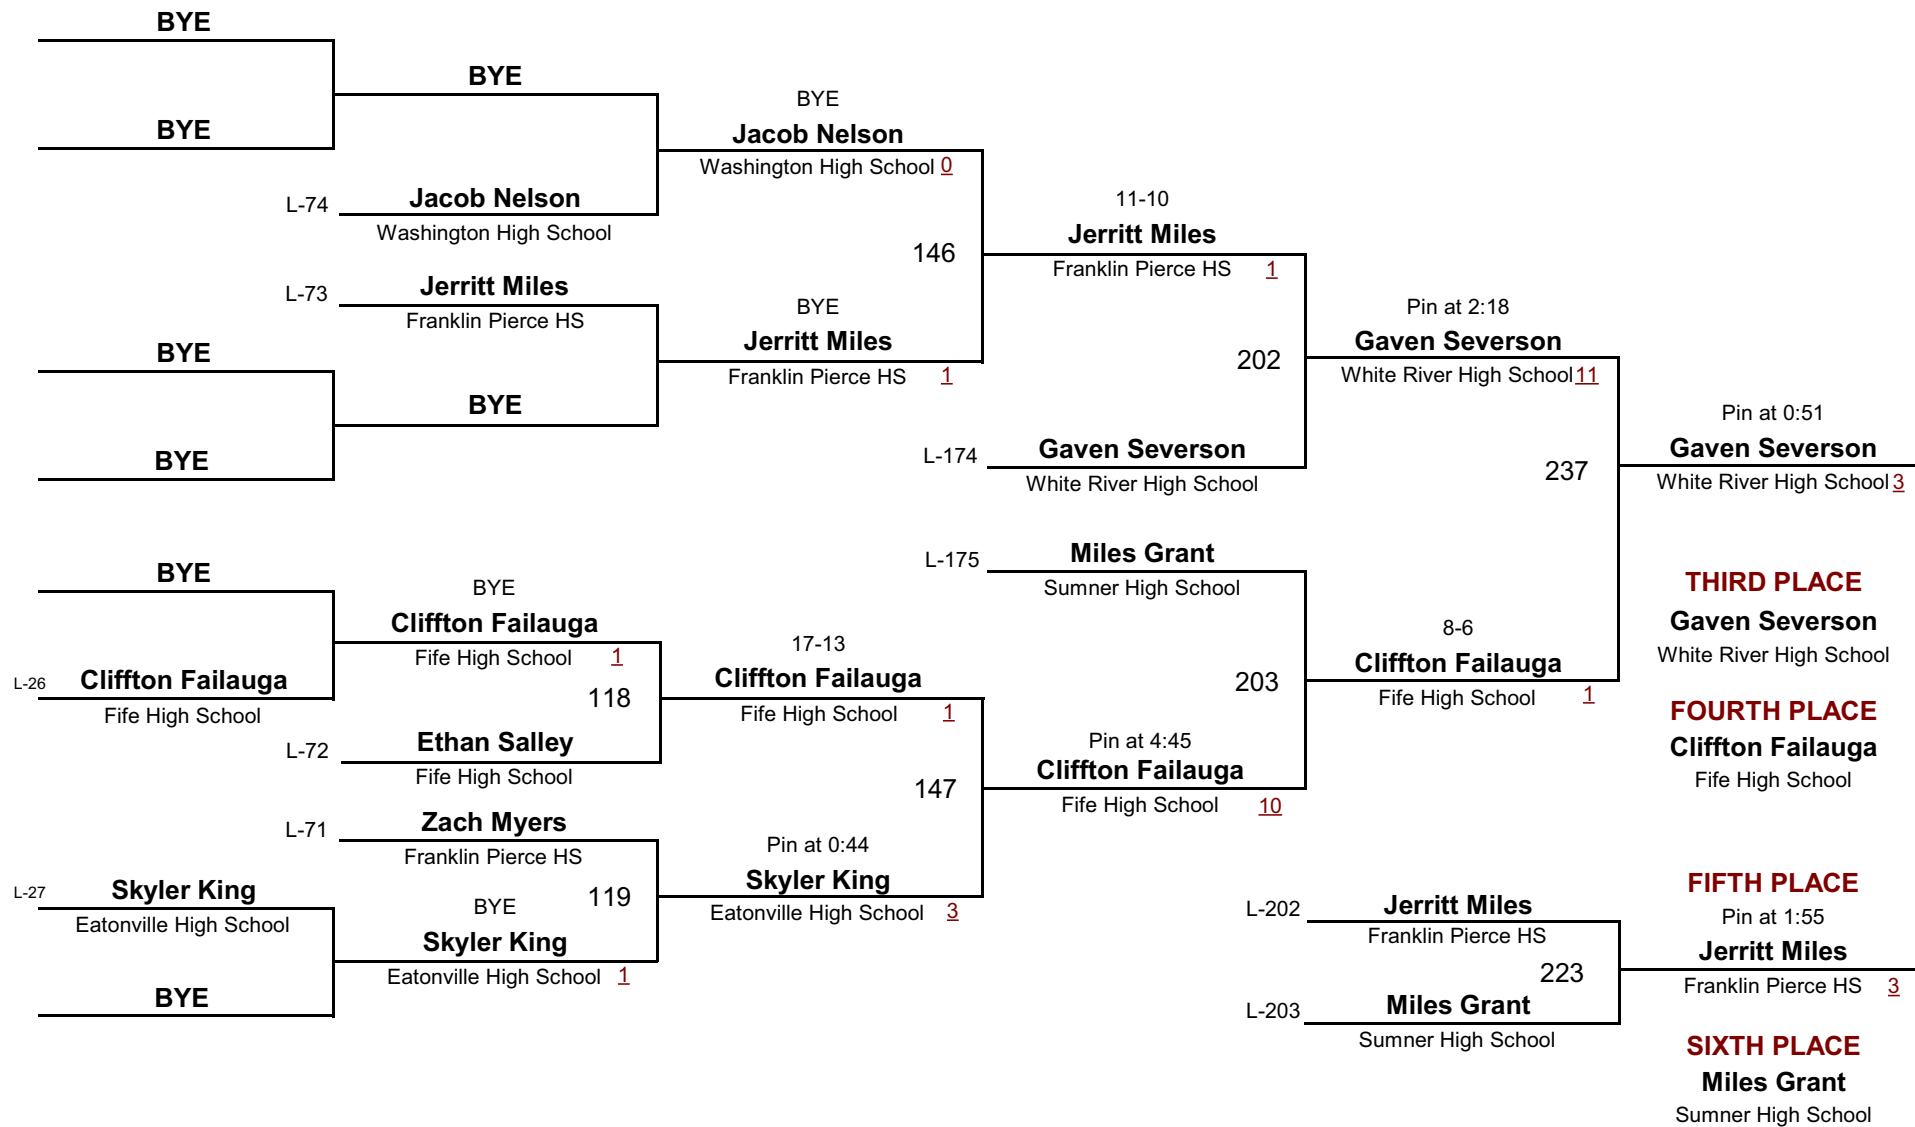 BYE
BYE
BYE
BYE
Jacob Nelson
Washington High School 0
L-74 Jacob Nelson
Washington High School
146
11-10
Jerritt Miles
Franklin Pierce HS 1
L-73 Jerritt Miles
Franklin Pierce HS
BYE
Jerritt Miles
Franklin Pierce HS 1
BYE
BYE
BYE
202
Pin at 2:18
Gaven Severson
White River High School 11
L-174 Gaven Severson
White River High School
237
Pin at 0:51
Gaven Severson
White River High School 3
L-175 Miles Grant
Sumner High School
BYE
BYE
Cliffton Failauga
Fife High School 1
L-26 Cliffton Failauga
Fife High School
118
17-13
Cliffton Failauga
Fife High School 1
L-72 Ethan Salley
Fife High School
203
8-6
Cliffton Failauga
Fife High School 1
147
Pin at 4:45
Cliffton Failauga
Fife High School 10
L-71 Zach Myers
Franklin Pierce HS
119
Pin at 0:44
Skyler King
Eatonville High School 3
L-27 Skyler King
Eatonville High School
BYE
Skyler King
Eatonville High School 1
BYE
THIRD PLACE
Gaven Severson
White River High School
FOURTH PLACE
Cliffton Failauga
Fife High School
L-202 Jerritt Miles
Franklin Pierce HS
223
L-203 Miles Grant
Sumner High School
FIFTH PLACE
Pin at 1:55
Jerritt Miles
Franklin Pierce HS 3
SIXTH PLACE
Miles Grant
Sumner High School